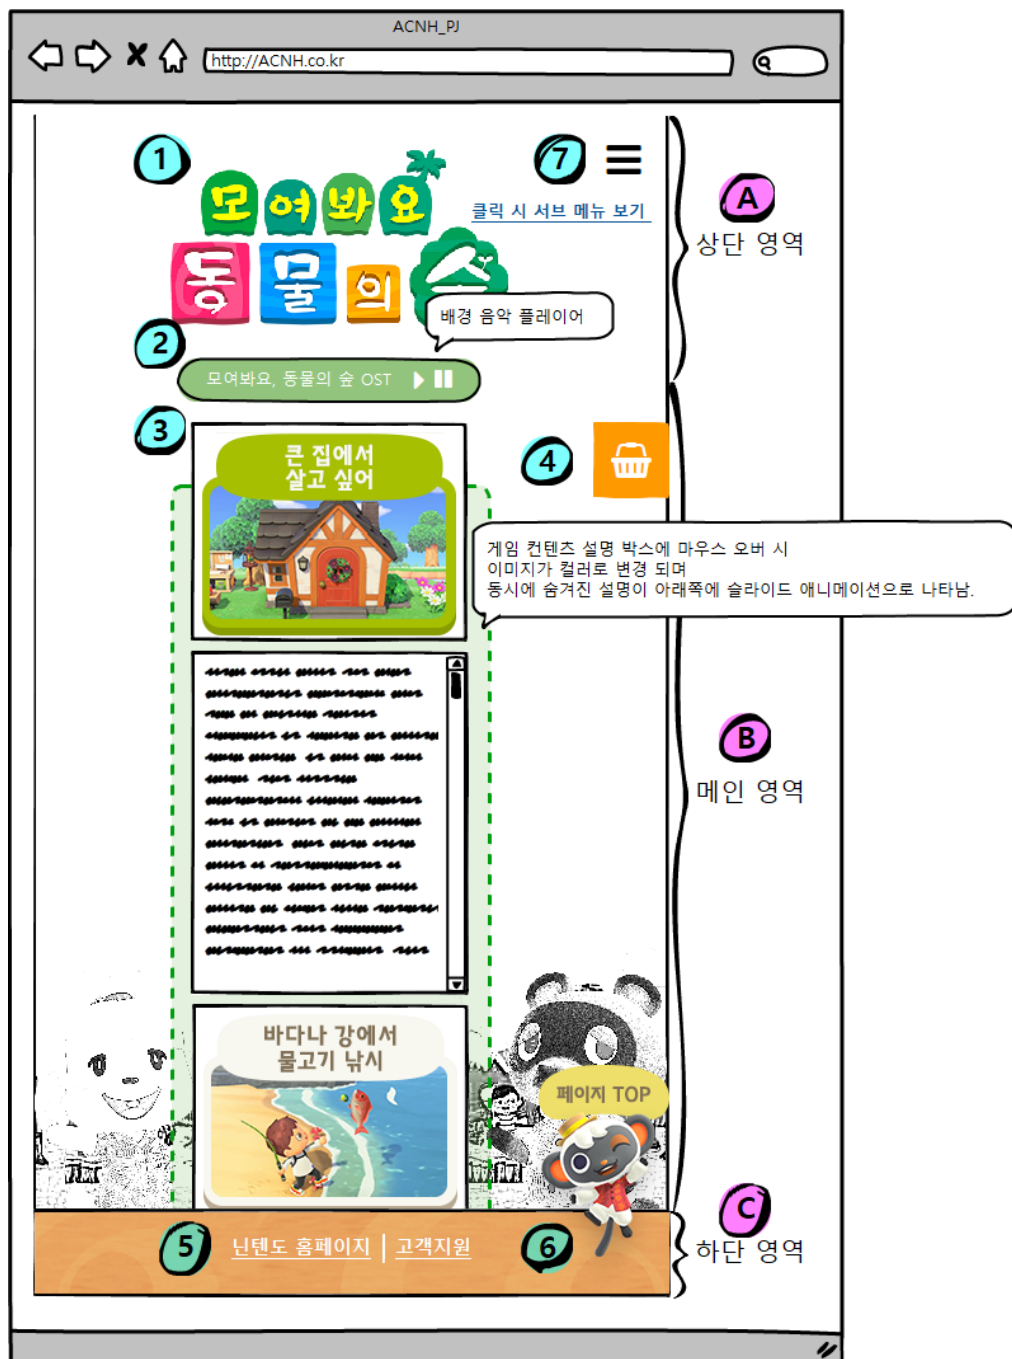 ACNH_PJ
http://ACNH.co.kr
1
7
모여봐요
클릭 시 서브 메뉴 보기
A
상단 영역
동물의 숲
배경 음악 플레이어
2
모여봐요, 동물의 숲 OST
3
큰 집에서
살고 싶어
4
게임 컨텐츠 설명 박스에 마우스 오버 시
이미지가 컬러로 변경 되며
동시에 숨겨진 설명이 아래쪽에 슬라이드 애니메이션으로 나타남.
B
메인 영역
바다나 강에서
물고기 낚시
페이지 TOP
C
하단 영역
5
닌텐도 홈페이지 | 고객지원
6